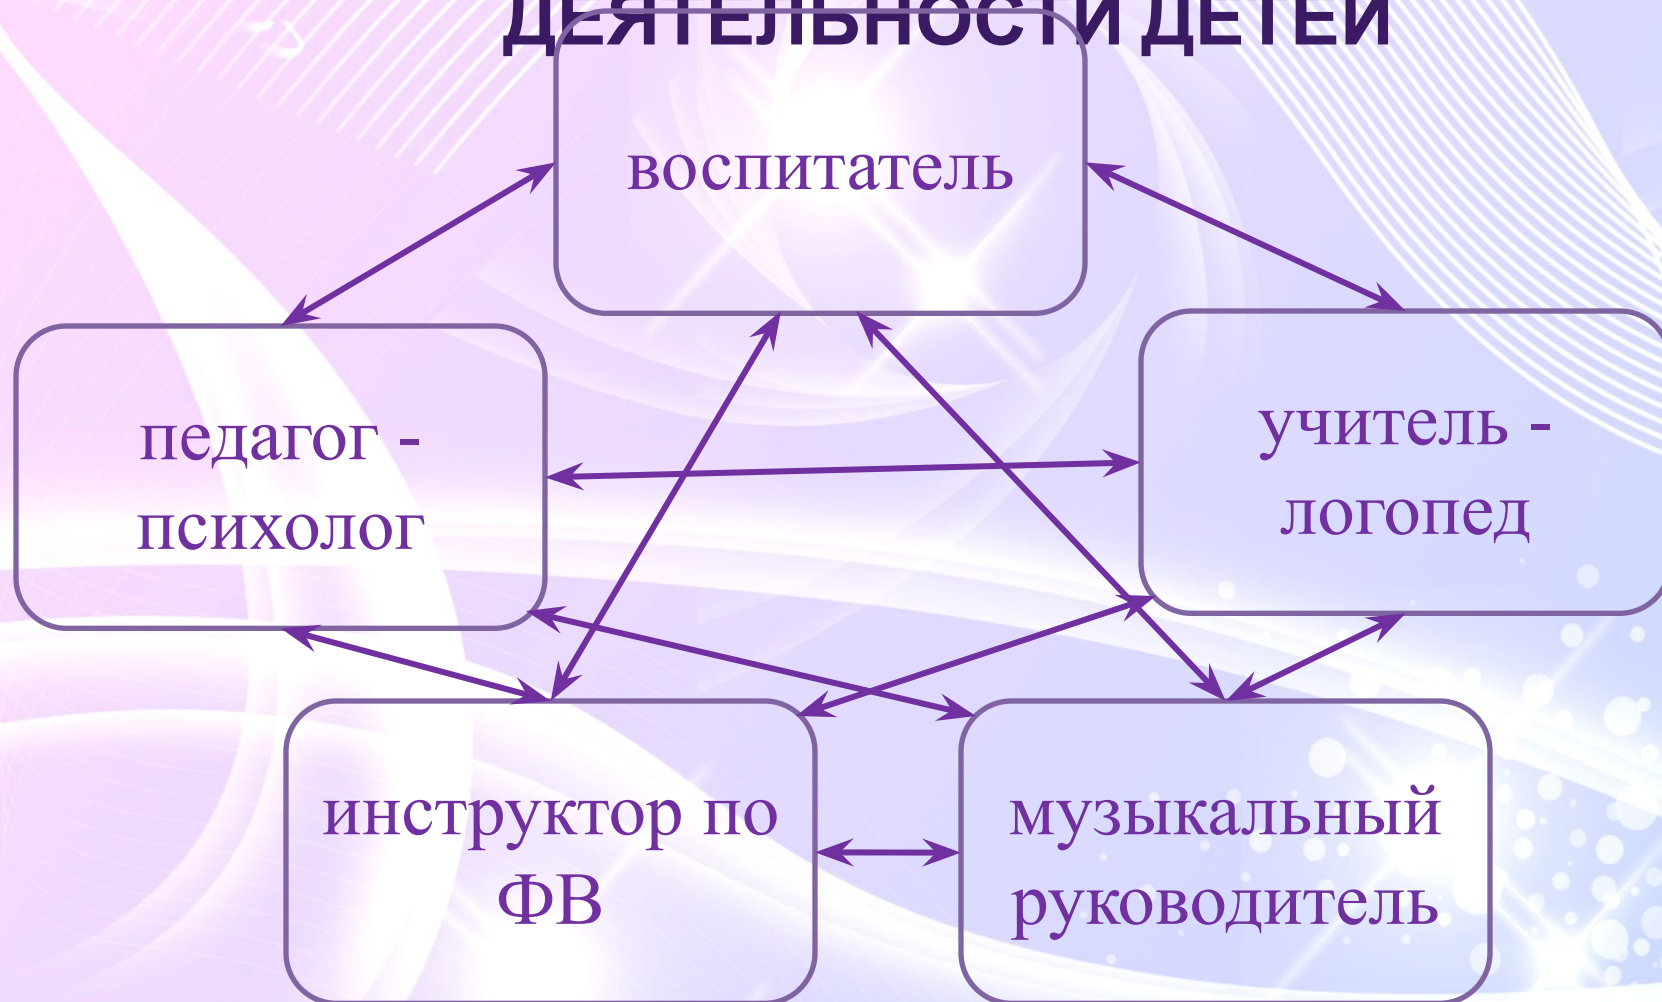 ДЕЯТЕЛЬНОСТИ ДЕТЕЙ
воспитатель
педагог -
психолог
учитель -
логопед
инструктор по
ФВ
музыкальный
руководитель